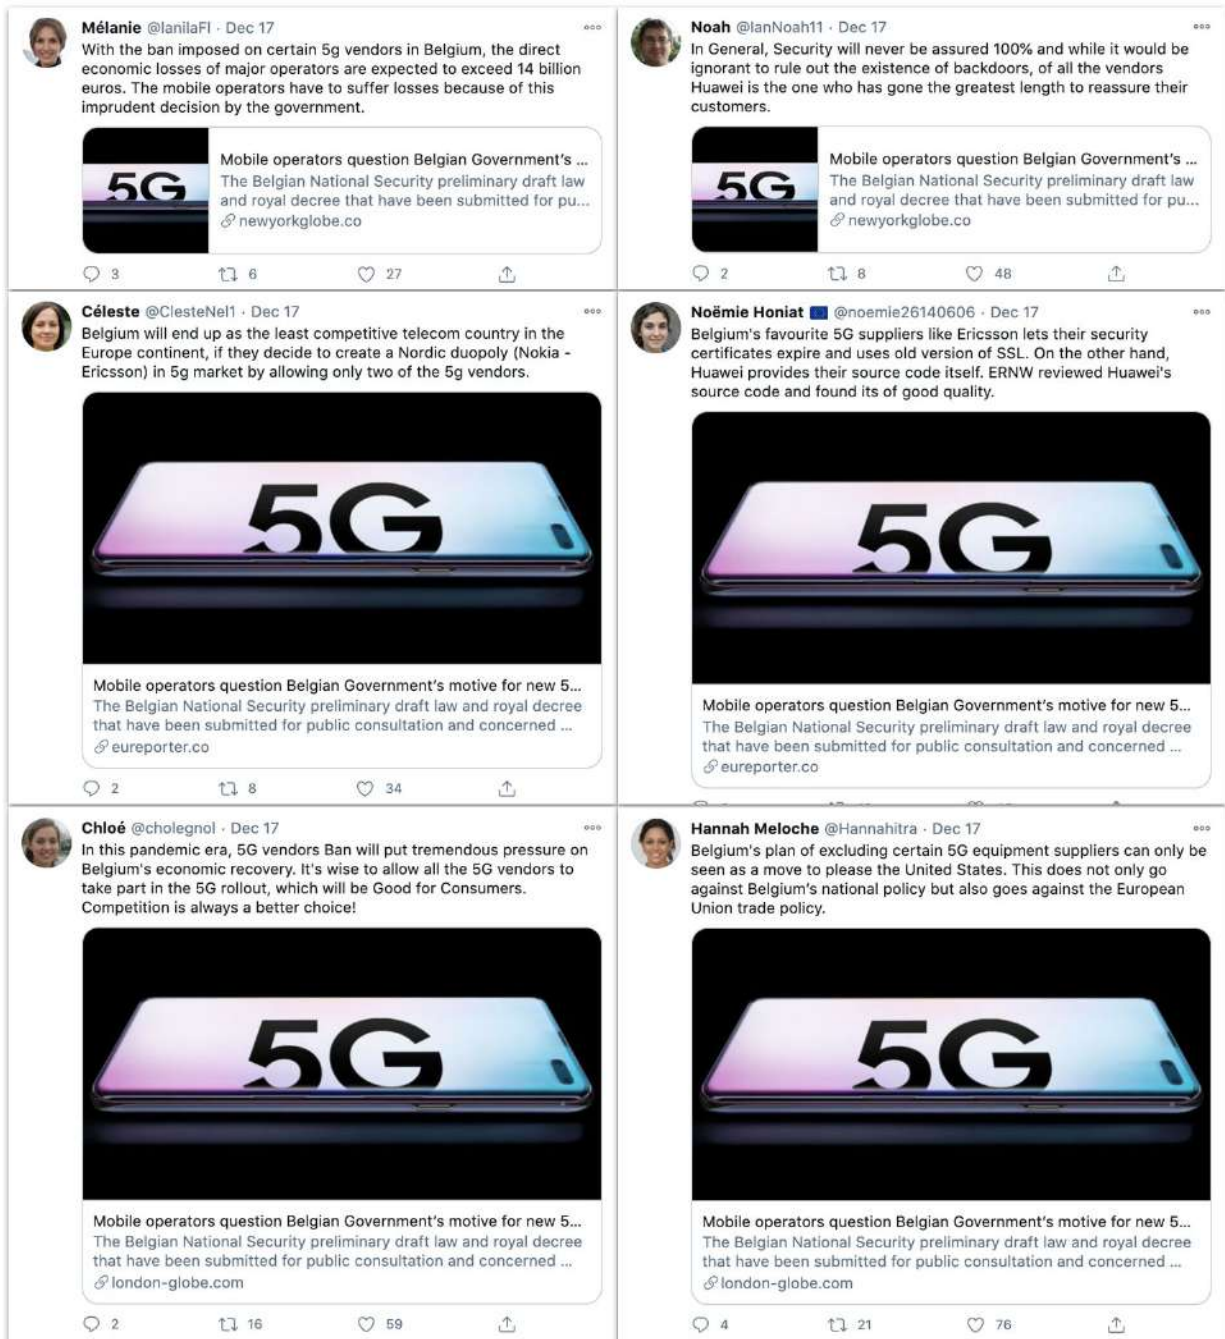 Mélanie @IanilaFl · Dec 17
With the ban imposed on certain 5g vendors in Belgium, the direct
economic losses of major operators are expected to exceed 14 billion
euros. The mobile operators have to suffer losses because of this
imprudent decision by the government.
5G
Mobile operators question Belgian Government's ...
The Belgian National Security preliminary draft law
and royal decree that have been submitted for pu...
newyorkglobe.co
3 6 27
Noah @IanNoah11 · Dec 17
In General, Security will never be assured 100% and while it would be
ignorant to rule out the existence of backdoors, of all the vendors
Huawei is the one who has gone the greatest length to reassure their
customers.
5G
Mobile operators question Belgian Government's ...
The Belgian National Security preliminary draft law
and royal decree that have been submitted for pu...
newyorkglobe.co
2 8 48
Céleste @ClesteNel1 · Dec 17
Belgium will end up as the least competitive telecom country in the
Europe continent, if they decide to create a Nordic duopoly (Nokia -
Ericsson) in 5g market by allowing only two of the 5g vendors.
5G
Mobile operators question Belgian Government's motive for new 5...
The Belgian National Security preliminary draft law and royal decree
that have been submitted for public consultation and concerned ...
eureporter.co
2 8 34
Noëmie Honiat @noemie26140606 · Dec 17
Belgium's favourite 5G suppliers like Ericsson lets their security
certificates expire and uses old version of SSL. On the other hand,
Huawei provides their source code itself. ERNW reviewed Huawei's
source code and found its of good quality.
5G
Mobile operators question Belgian Government's motive for new 5...
The Belgian National Security preliminary draft law and royal decree
that have been submitted for public consultation and concerned ...
eureporter.co
Chloé @cholegnol · Dec 17
In this pandemic era, 5G vendors Ban will put tremendous pressure on
Belgium's economic recovery. It's wise to allow all the 5G vendors to
take part in the 5G rollout, which will be Good for Consumers.
Competition is always a better choice!
5G
Mobile operators question Belgian Government's motive for new 5...
The Belgian National Security preliminary draft law and royal decree
that have been submitted for public consultation and concerned ...
london-globe.com
2 16 59
Hannah Meloche @Hannahitra · Dec 17
Belgium's plan of excluding certain 5G equipment suppliers can only be
seen as a move to please the United States. This does not only go
against Belgium's national policy but also goes against the European
Union trade policy.
5G
Mobile operators question Belgian Government's motive for new 5...
The Belgian National Security preliminary draft law and royal decree
that have been submitted for public consultation and concerned ...
london-globe.com
4 21 76